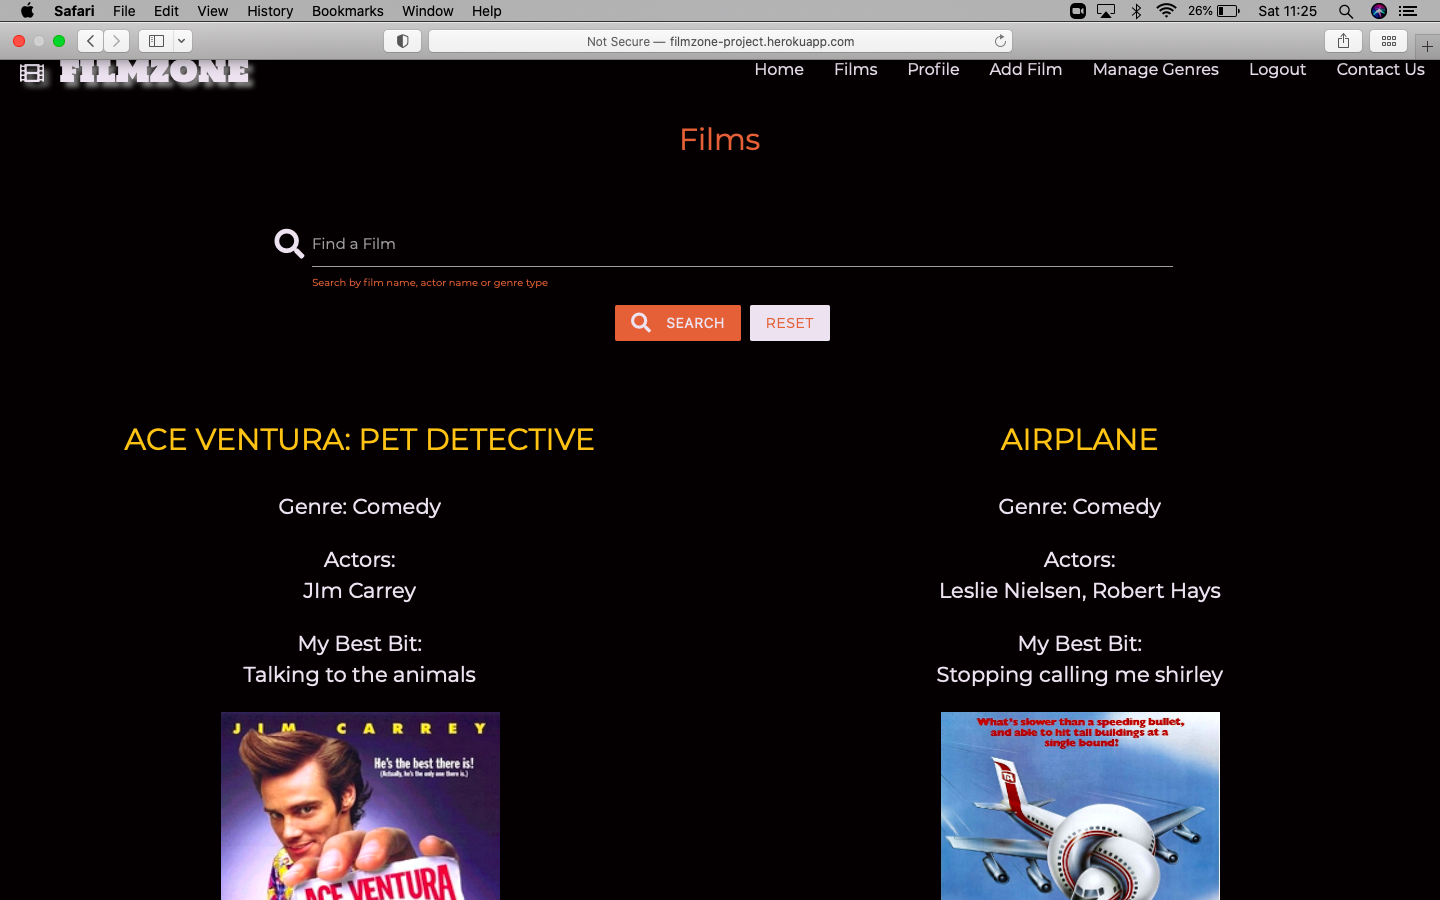 Safari File Edit View History Bookmarks Window Help 26% Sat 11:25
Not Secure — filmzone-project.herokuapp.com
FILMZONE Home Films Profile Add Film Manage Genres Logout Contact Us
Films
Find a Film
Search by film name, actor name or genre type
SEARCH RESET
ACE VENTURA: PET DETECTIVE
Genre: Comedy
Actors:
JIm Carrey
My Best Bit:
Talking to the animals
JIM CARREY
He's the best there is!
(Actually, he's the only one there is.)
ACE VENTURA
AIRPLANE
Genre: Comedy
Actors:
Leslie Nielsen, Robert Hays
My Best Bit:
Stopping calling me shirley
What's slower than a speeding bullet,
and able to hit tall buildings at a
single bound?
TA